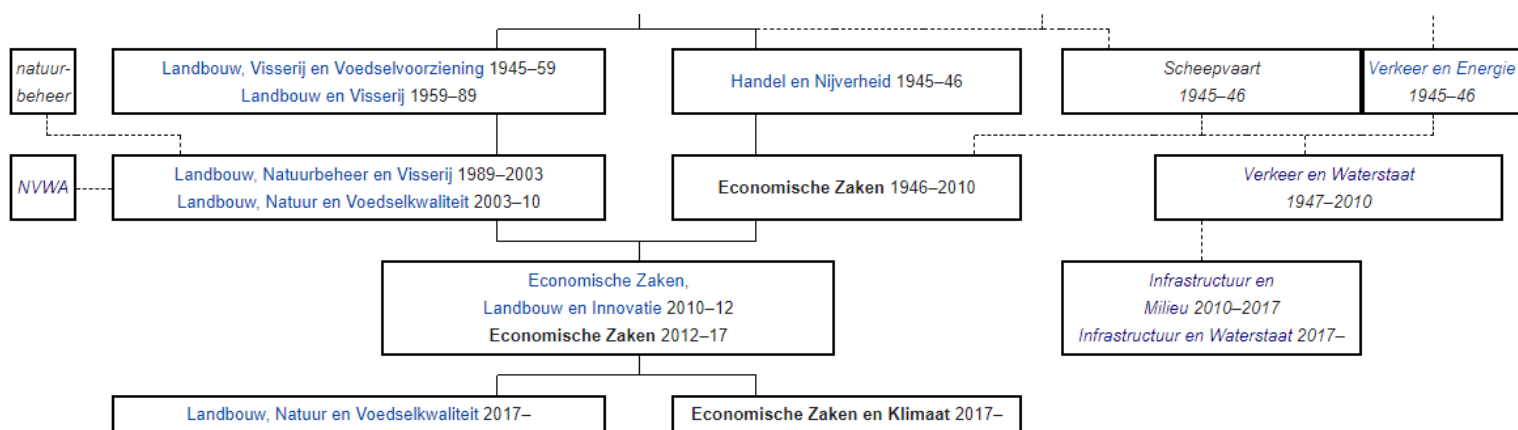 natuur-
beheer
Landbouw, Visserij en Voedselvoorziening 1945–59
Landbouw en Visserij 1959–89
Handel en Nijverheid 1945–46
Scheepvaart
1945–46
Verkeer en Energie
1945–46
NVWA
Landbouw, Natuurbeheer en Visserij 1989–2003
Landbouw, Natuur en Voedselkwaliteit 2003–10
Economische Zaken 1946–2010
Verkeer en Waterstaat
1947–2010
Economische Zaken,
Landbouw en Innovatie 2010–12
Economische Zaken 2012–17
Infrastructuur en
Milieu 2010–2017
Infrastructuur en Waterstaat 2017–
Landbouw, Natuur en Voedselkwaliteit 2017–
Economische Zaken en Klimaat 2017–